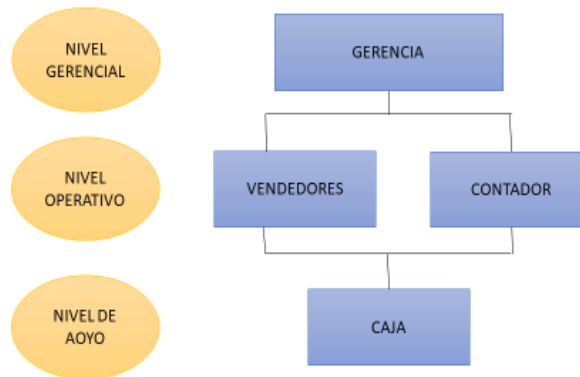 NIVEL
GERENCIAL
GERENCIA
NIVEL
OPERATIVO
VENDEDORES
CONTADOR
NIVEL DE
AOYO
CAJA